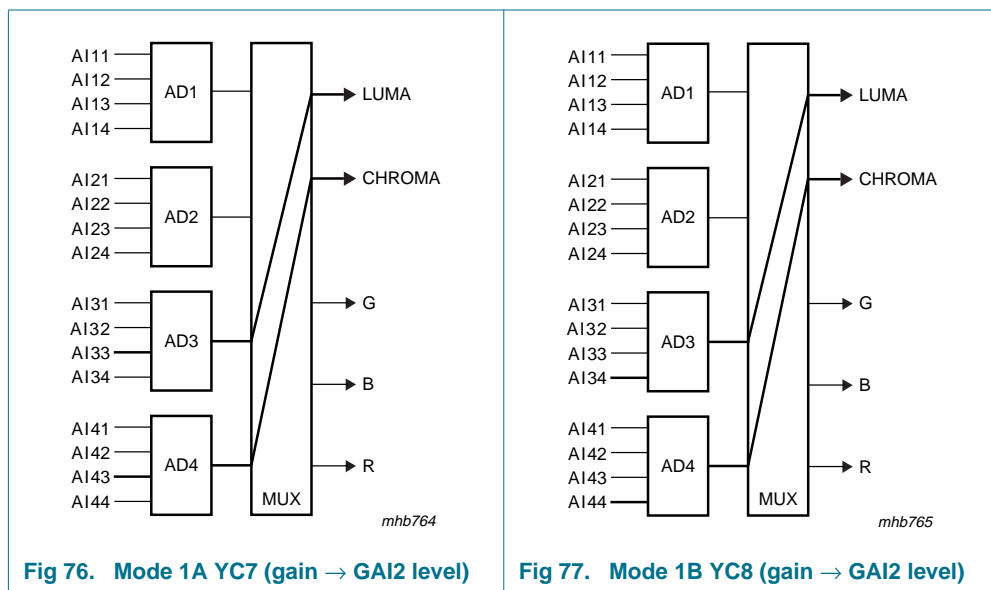 AI11
AI12
AI13
AI14
AD1
LUMA
CHROMA
AI21
AI22
AI23
AI24
AD2
AI31
AI32
AI33
AI34
AD3
G
B
AI41
AI42
AI43
AI44
AD4
R
MUX
mhb764
Fig 76. Mode 1A YC7 (gain → GAI2 level)
AI11
AI12
AI13
AI14
AD1
LUMA
CHROMA
AI21
AI22
AI23
AI24
AD2
AI31
AI32
AI33
AI34
AD3
G
B
AI41
AI42
AI43
AI44
AD4
R
MUX
mhb765
Fig 77. Mode 1B YC8 (gain → GAI2 level)